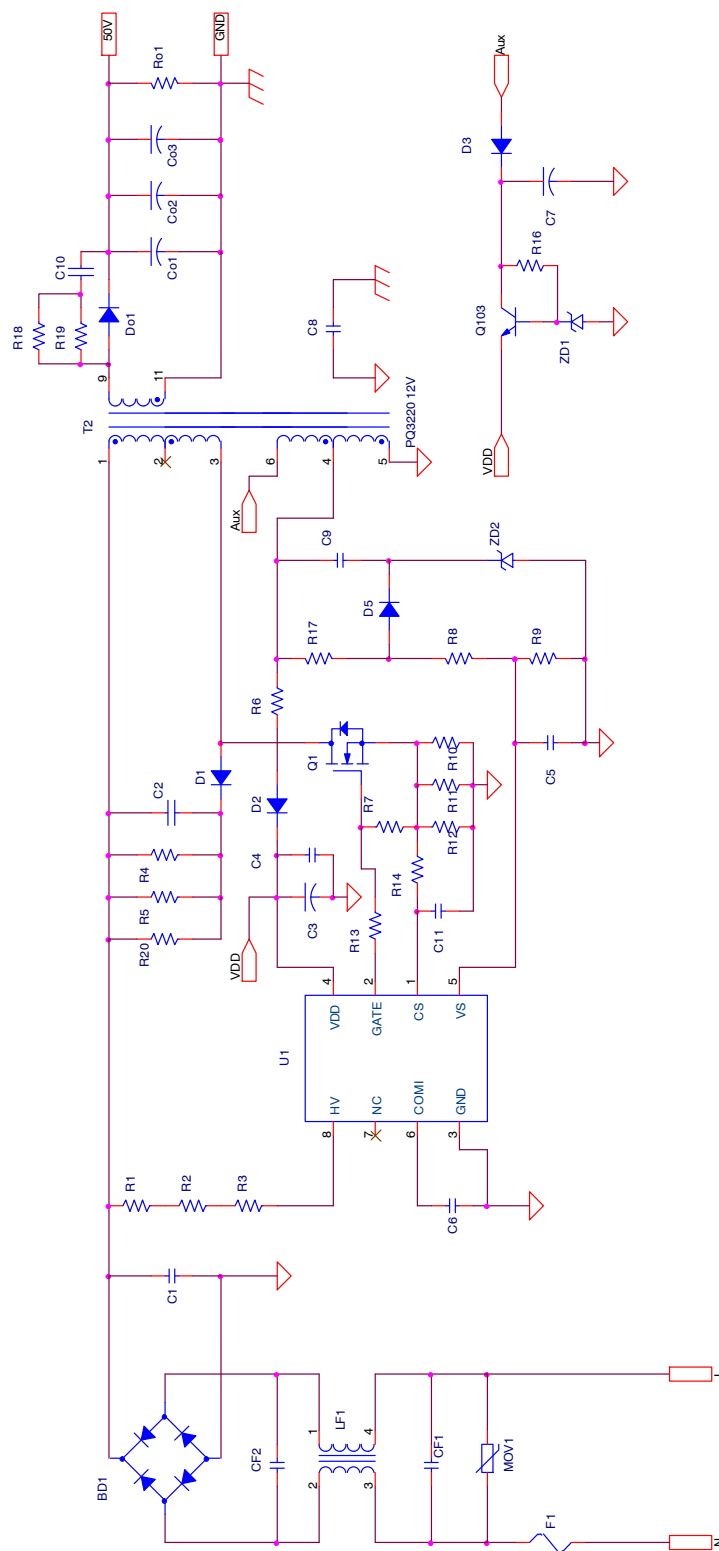 50V
GND
Ro1
Co3
Co2
Co1
C10
R18
R19
Do1
9
11
T2
1
2
3
6
4
5
PQ3220 12V
C8
Aux
D3
C7
R16
Q103
ZD1
VDD
Aux
C9
ZD2
D5
R17
R8
R9
R6
C5
Q1
R10
R11
R12
R7
R14
C11
R13
D1
C2
R4
R5
R20
D2
C4
C3
VDD
U1
4
VDD
2
GATE
1
CS
5
VS
HV
8
NC
7
COMI
6
GND
3
R1
R2
R3
C6
C1
BD1
CF2
LF1
1
2
4
3
CF1
MOV1
F1